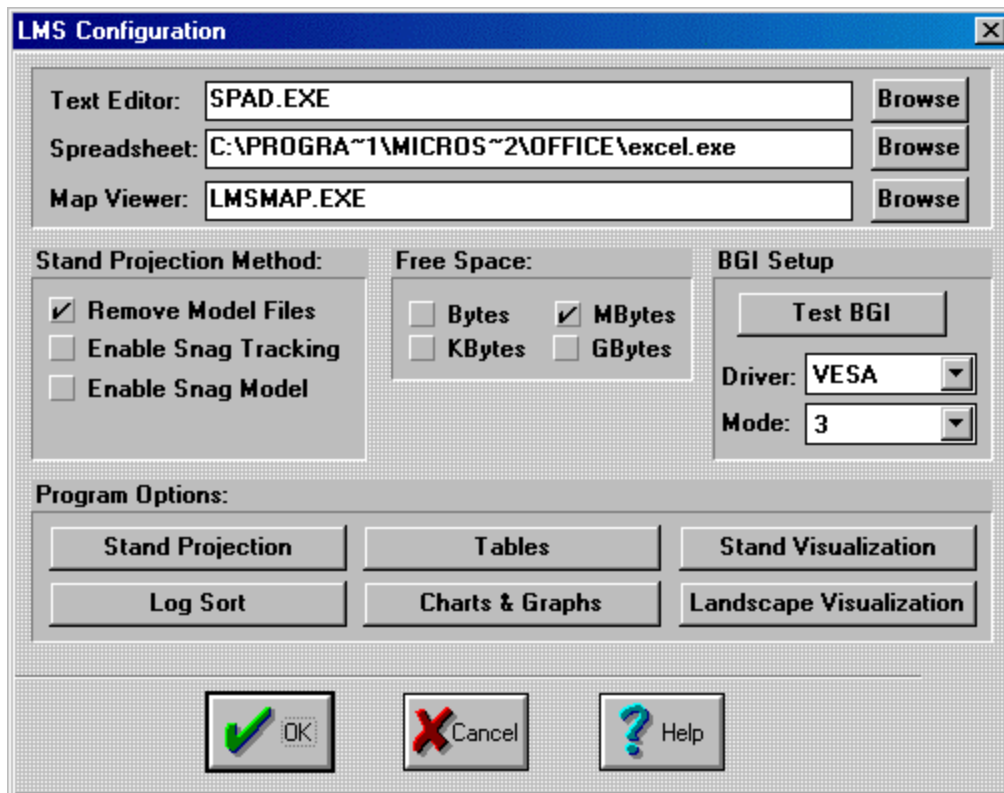 LMS Configuration
Text Editor: SPAD.EXE Browse
Spreadsheet: C:\PROGRA~1\MICROS~2\OFFICE\excel.exe Browse
Map Viewer: LMSMAP.EXE Browse
Stand Projection Method:
Remove Model Files
Enable Snag Tracking
Enable Snag Model
Free Space:
Bytes MBytes
KBytes GBytes
BGI Setup
Test BGI
Driver: VESA
Mode: 3
Program Options:
Stand Projection Tables Stand Visualization
Log Sort Charts & Graphs Landscape Visualization
OK Cancel Help